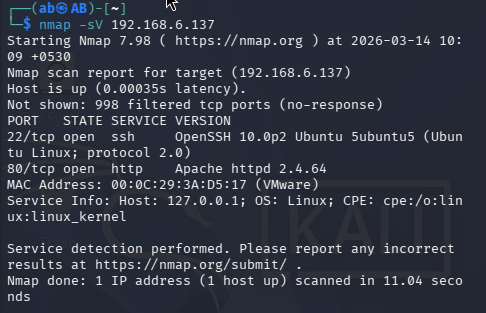 ┌──(ab㉿AB)-[~]
└─$ nmap -sV 192.168.6.137
Starting Nmap 7.98 ( https://nmap.org ) at 2026-03-14 10:
09 +0530
Nmap scan report for target (192.168.6.137)
Host is up (0.00035s latency).
Not shown: 998 filtered tcp ports (no-response)
PORT   STATE SERVICE VERSION
22/tcp open  ssh     OpenSSH 10.0p2 Ubuntu 5ubuntu5 (Ubun
tu Linux; protocol 2.0)
80/tcp open  http    Apache httpd 2.4.64
MAC Address: 00:0C:29:3A:D5:17 (VMware)
Service Info: Host: 127.0.0.1; OS: Linux; CPE: cpe:/o:lin
ux:linux_kernel

Service detection performed. Please report any incorrect
results at https://nmap.org/submit/ .
Nmap done: 1 IP address (1 host up) scanned in 11.04 seco
nds
KALI